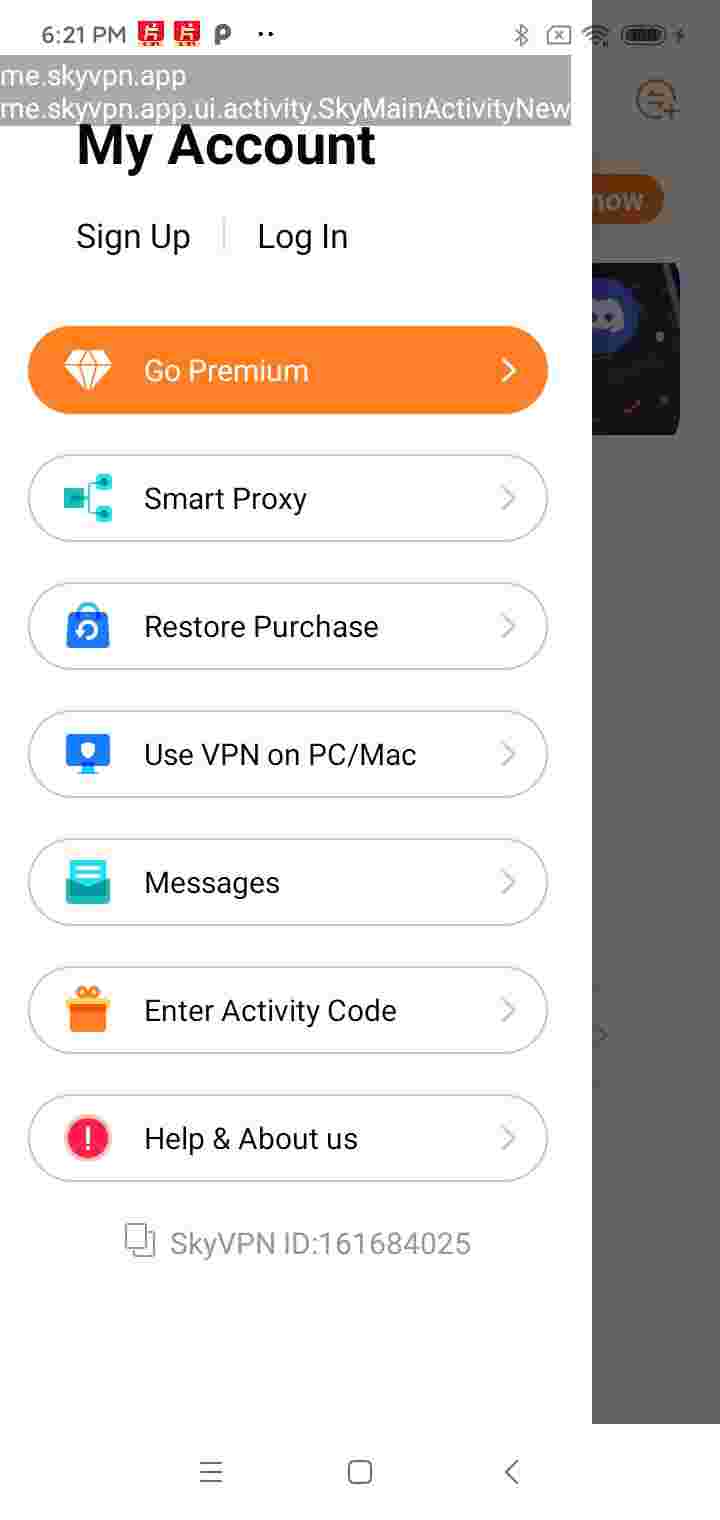 6:21 PM
me.skyvpn.app
me.skyvpn.app.ui.activity.SkyMainActivityNew
My Account
now
Sign Up
Log In
Go Premium
Smart Proxy
Restore Purchase
Use VPN on PC/Mac
Messages
Enter Activity Code
Help & About us
SkyVPN ID:161684025